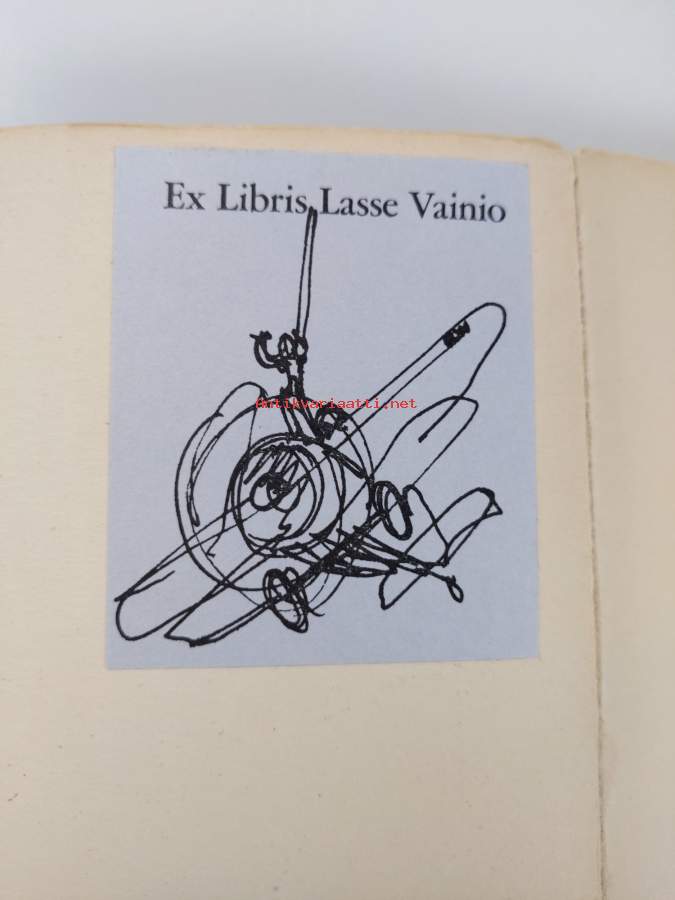 Ex Libris Lasse Vainio
Antikvariaatti.net